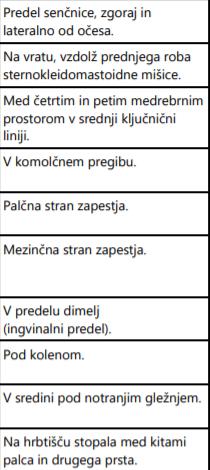 Predel senčnice, zgoraj in
lateralno od očesa.
Na vratu, vzdolž prednjega roba
sternokleidomastoidne mišice.
Med četrtim in petim medrebrnim
prostorom v srednji ključnični
liniji.
V komolčnem pregibu.
Palčna stran zapestja.
Mezinčna stran zapestja.
V predelu dimelj
(ingvinalni predel).
Pod kolenom.
V sredini pod notranjim gležnjem.
Na hrbtišču stopala med kitami
palca in drugega prsta.